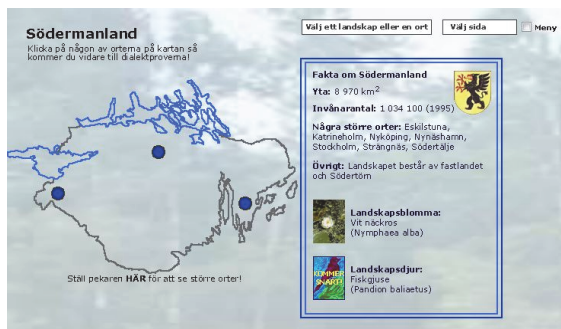 Södermanland
Klicka på någon av orterna på kartan så
kommer du vidare till dialektproverna!
Ställ pekaren HÄR för att se större orter!
Välj ett landskap eller en ort
Välj sida
Meny
Fakta om Södermanland
Yta: 8 970 km²
Invånarantal: 1 034 100 (1995)
Några större orter: Eskilstuna,
Katrineholm, Nyköping, Nynäshamn,
Stockholm, Strängnäs, Södertälje
Övrigt: Landskapet består av fastlandet
och Södertörn
Landskapsblomma:
Vit näckros
(Nymphaea alba)
KOMMER
SNART!
Landskapsdjur:
Fiskgjuse
(Pandion baliaetus)